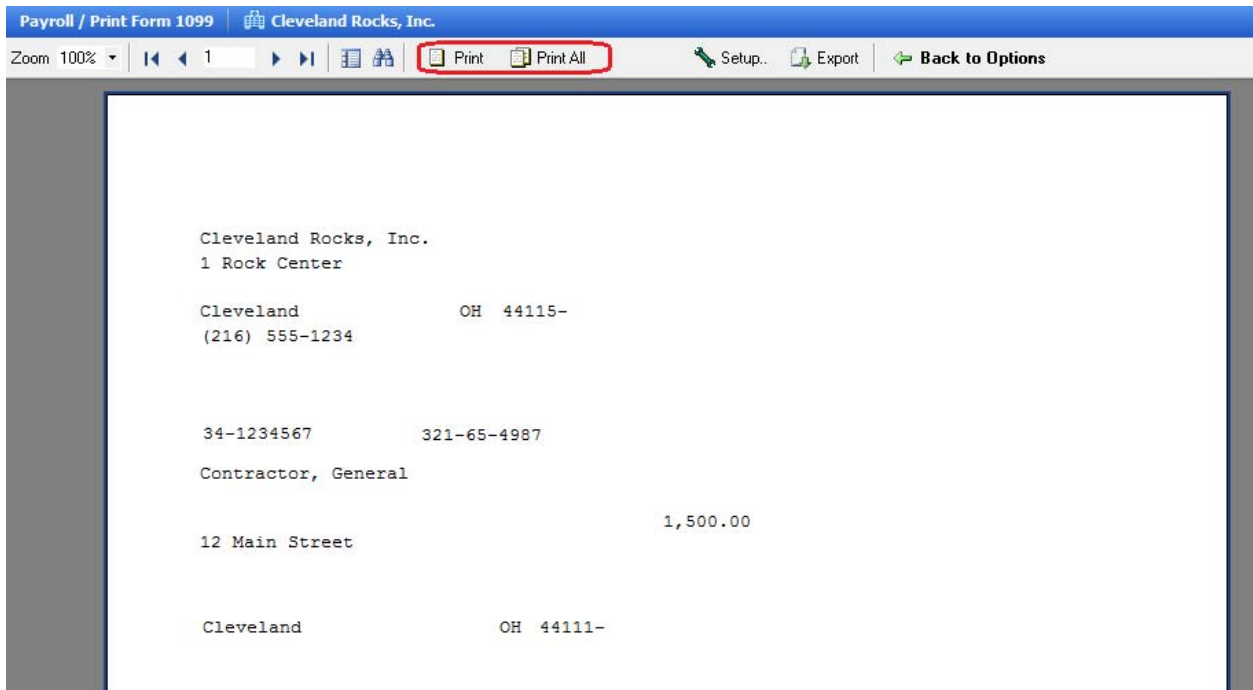 Payroll / Print Form 1099 Cleveland Rocks, Inc.
Zoom 100% 1 Print Print All Setup.. Export Back to Options
Cleveland Rocks, Inc.
1 Rock Center
Cleveland OH 44115-
(216) 555-1234
34-1234567 321-65-4987
Contractor, General
1,500.00
12 Main Street
Cleveland OH 44111-